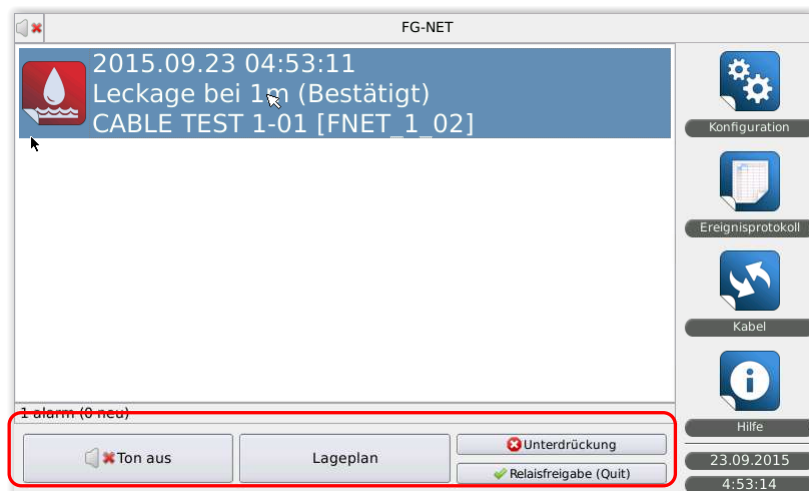 FG-NET
2015.09.23 04:53:11
Leckage bei 1m (Bestätigt)
CABLE TEST 1-01 [FNET_1_02]
Konfiguration
Ereignisprotokoll
Kabel
Hilfe
1 alarm (0 neu)
Ton aus
Lageplan
Unterdrückung
Relaisfreigabe (Quit)
23.09.2015
4:53:14